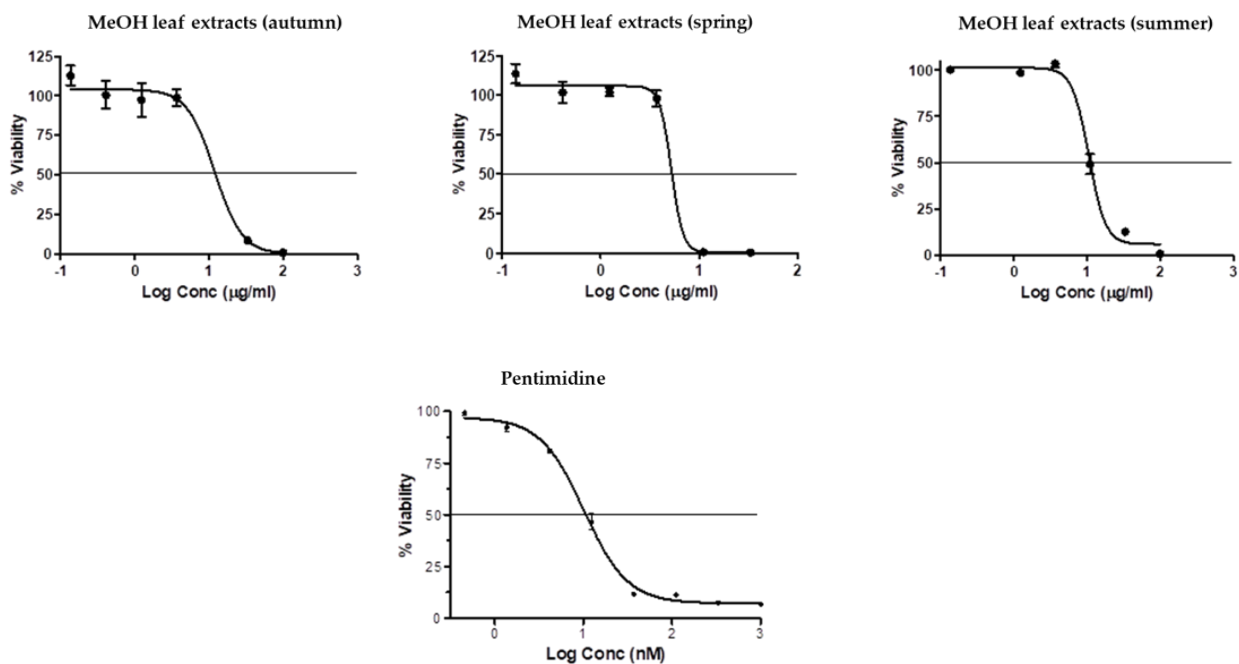 MeOH leaf extracts (autumn)
% Viability
125
100
75
50
25
0
-1 0 1 2 3
Log Conc (µg/ml)
MeOH leaf extracts (spring)
% Viability
125
100
75
50
25
0
-1 0 1 2
Log Conc (µg/ml)
MeOH leaf extracts (summer)
% Viability
100
75
50
25
0
-1 0 1 2 3
Log Conc (µg/ml)
Pentimidine
% Viability
100
75
50
25
0
0 1 2 3
Log Conc (nM)